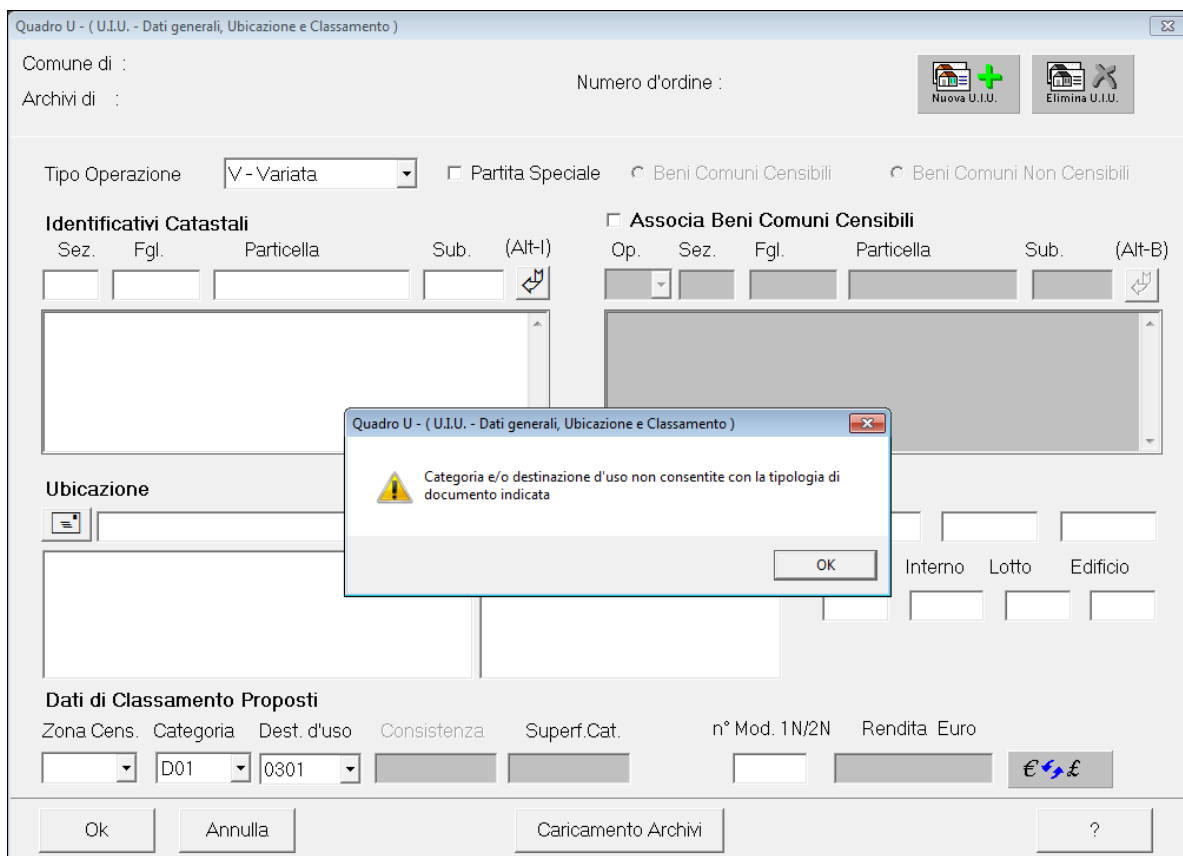 Quadro U - ( U.I.U. - Dati generali, Ubicazione e Classamento )
Comune di :
Archivi di :
Numero d'ordine :
Nuova U.I.U.
Elimina U.I.U.
Tipo Operazione V - Variata Partita Speciale Beni Comuni Censibili Beni Comuni Non Censibili
Identificativi Catastali
Sez. Fgl. Particella Sub. (Alt-I)
Associa Beni Comuni Censibili
Op. Sez. Fgl. Particella Sub. (Alt-B)
Quadro U - ( U.I.U. - Dati generali, Ubicazione e Classamento )
Categoria e/o destinazione d'uso non consentite con la tipologia di
documento indicata
OK
Ubicazione
Interno Lotto Edificio
Dati di Classamento Proposti
Zona Cens. Categoria Dest. d'uso Consistenza Superf.Cat. n° Mod. 1N/2N Rendita Euro
D01 0301 € £
Ok Annulla Caricamento Archivi ?